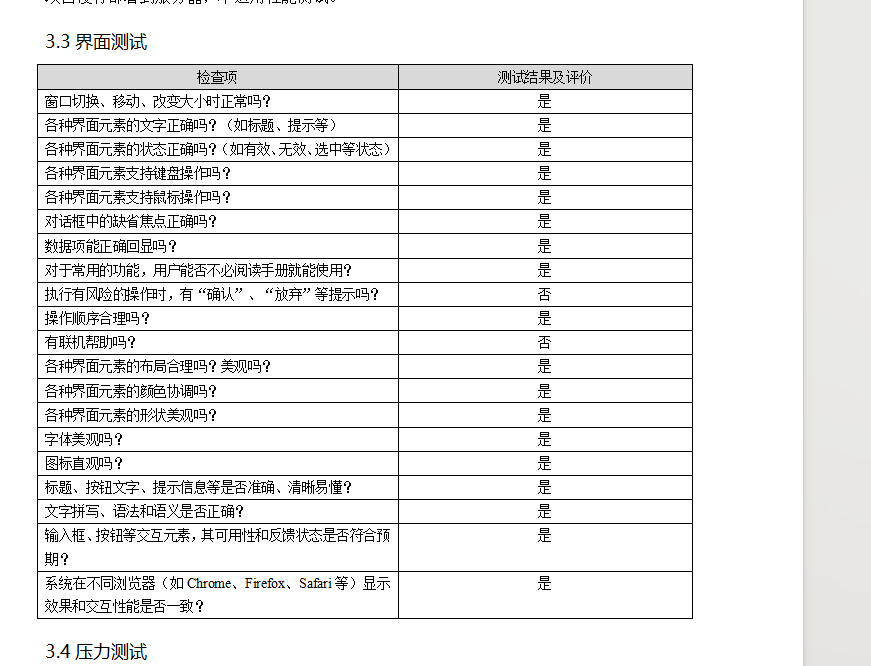 3.3 界面测试
检查项 测试结果及评价
窗口切换、移动、改变大小时正常吗？ 是
各种界面元素的文字正确吗？（如标题、提示等） 是
各种界面元素的状态正确吗？（如有效、无效、选中等状态） 是
各种界面元素支持键盘操作吗？ 是
各种界面元素支持鼠标操作吗？ 是
对话框中的缺省焦点正确吗？ 是
数据项能正确回显吗？ 是
对于常用的功能，用户能否不必阅读手册就能使用？ 是
执行有风险的操作时，有“确认”、“放弃”等提示吗？ 否
操作顺序合理吗？ 是
有联机帮助吗？ 否
各种界面元素的布局合理吗？美观吗？ 是
各种界面元素的颜色协调吗？ 是
各种界面元素的形状美观吗？ 是
字体美观吗？ 是
图标直观吗？ 是
标题、按钮文字、提示信息等是否准确、清晰易懂？ 是
文字拼写、语法和语义是否正确？ 是
输入框、按钮等交互元素，其可用性和反馈状态是否符合预 是
期？
系统在不同浏览器（如 Chrome、Firefox、Safari 等）显示 是
效果和交互性能是否一致？
3.4 压力测试